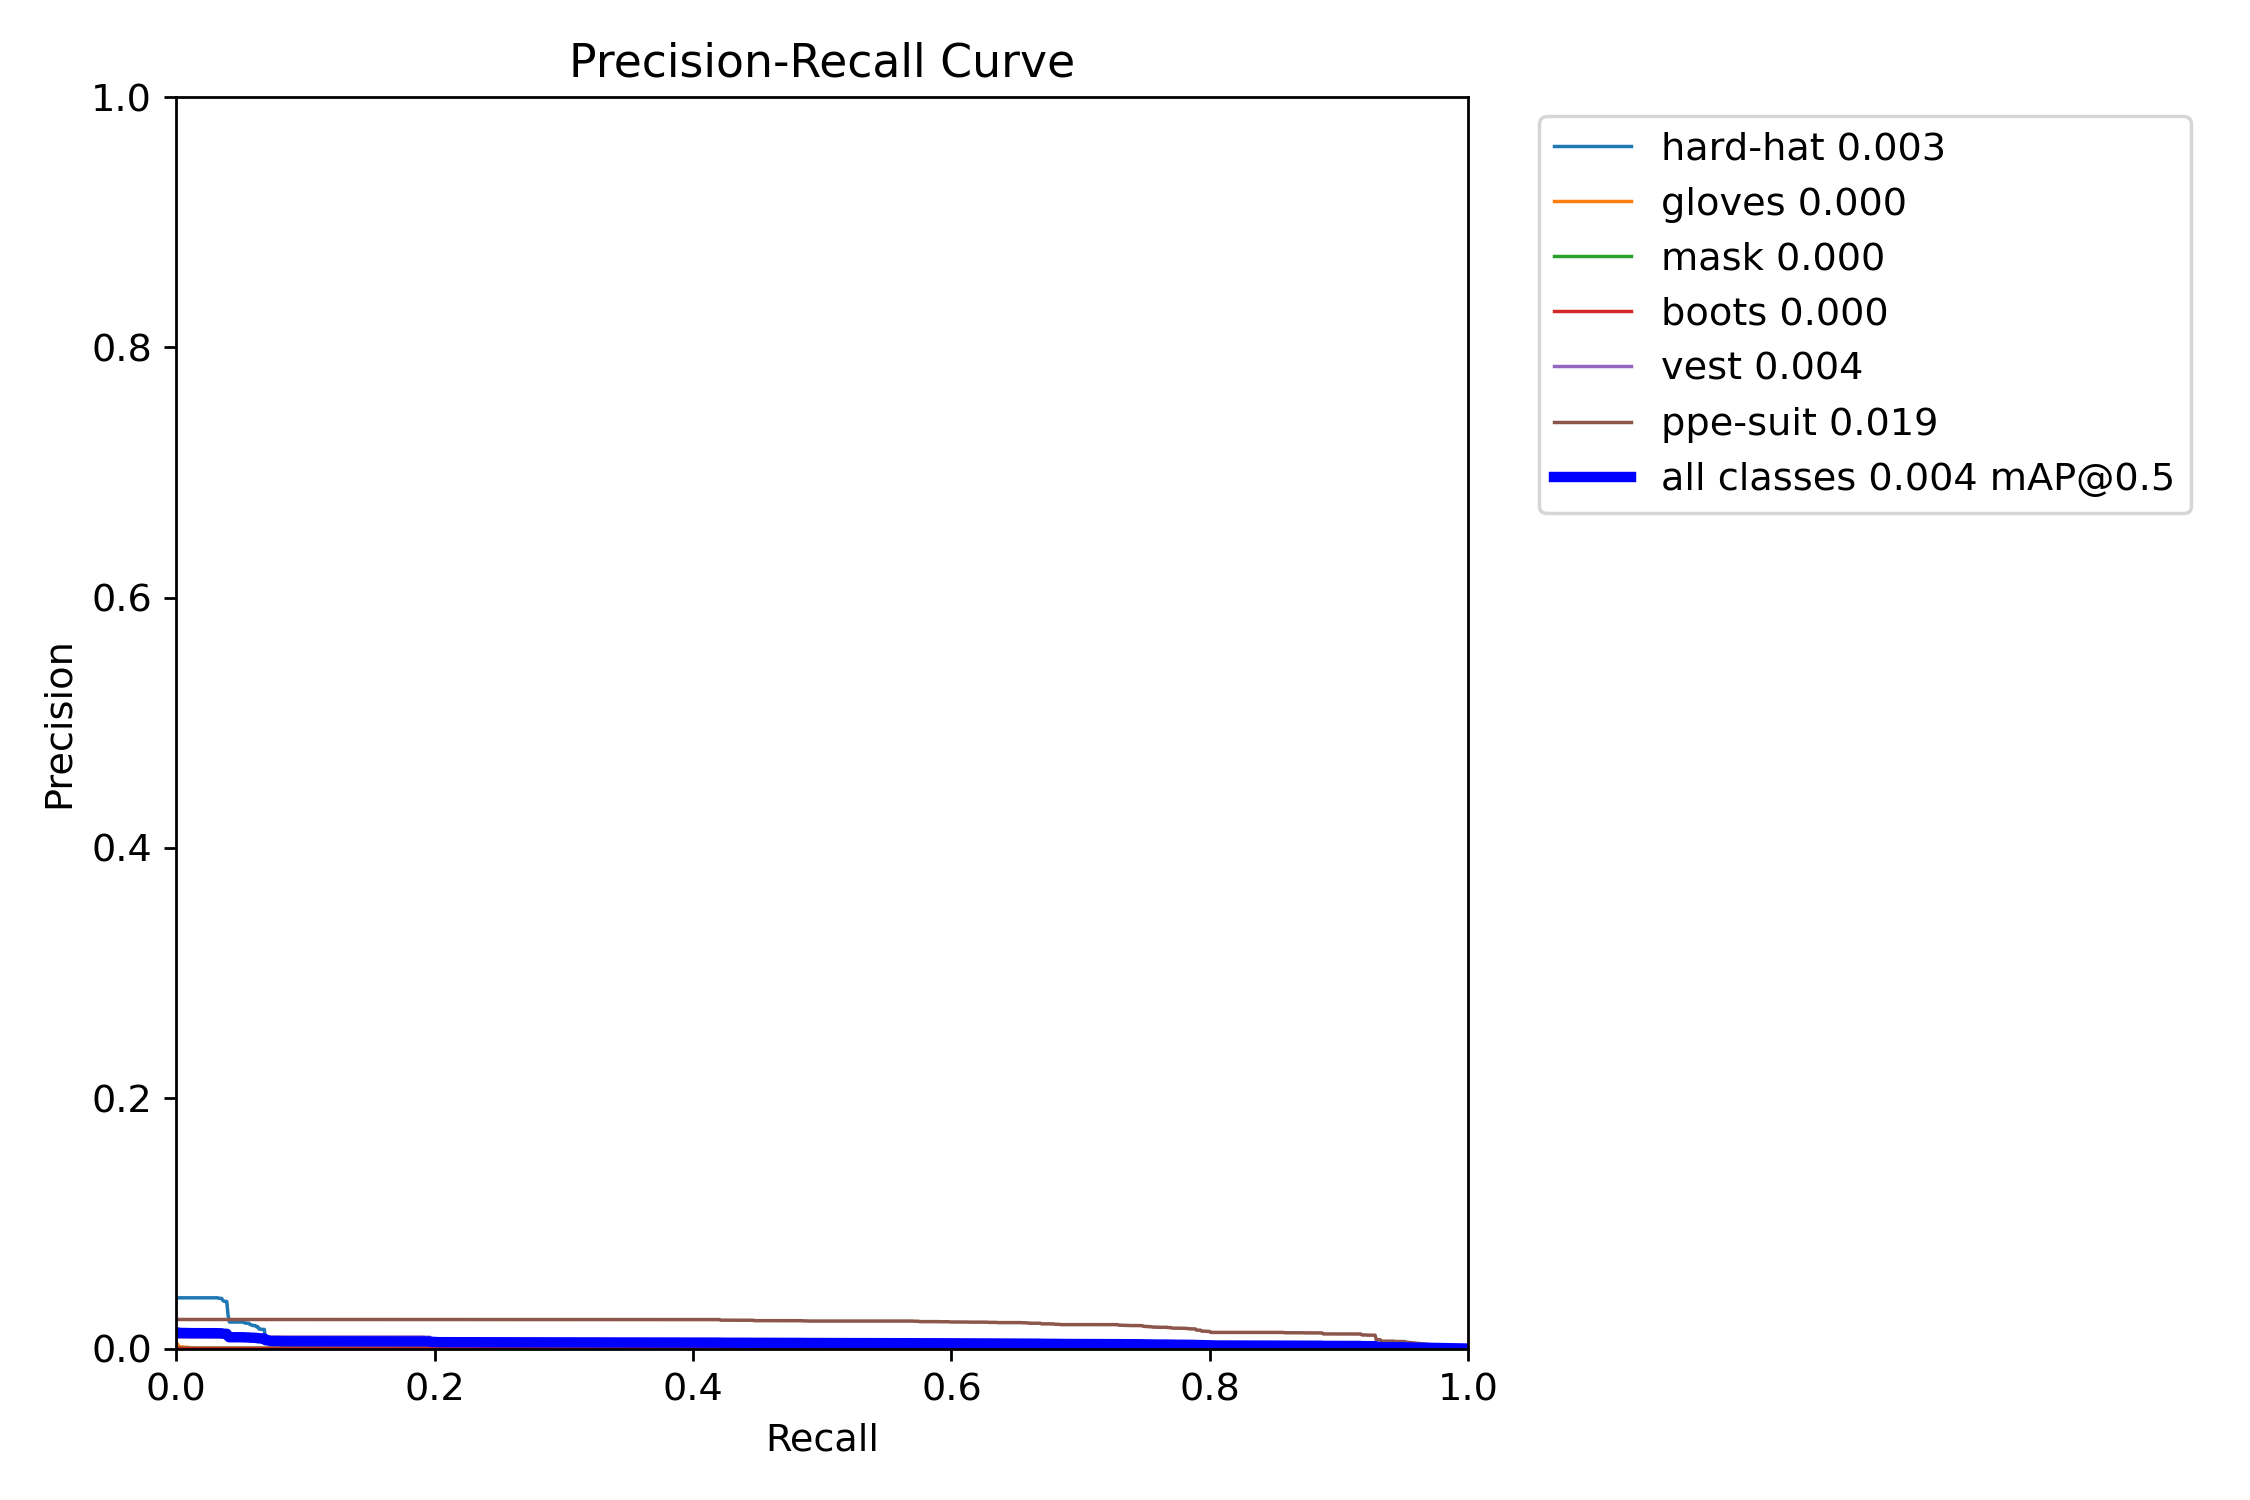 Precision-Recall Curve
1.0
0.8
0.6
0.4
0.2
0.0
Precision
0.0 0.2 0.4 0.6 0.8 1.0
Recall
hard-hat 0.003
gloves 0.000
mask 0.000
boots 0.000
vest 0.004
ppe-suit 0.019
all classes 0.004 mAP@0.5